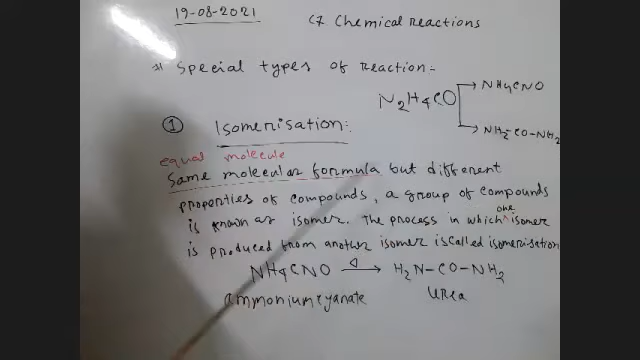 19-08-2021
C7 Chemical Reactions
* Special types of Reaction:-
N2H4CO → NH4CNO
→ NH2-CO-NH2
① Isomerisation:
equal molecule
Same molecular formula but different
properties of compounds, a group of compounds
is known as isomer. The process in which one isomer
is produced from another isomer is called isomerisation
NH4CNO Δ→ H2N-CO-NH2
ammoniumcyanate Urea